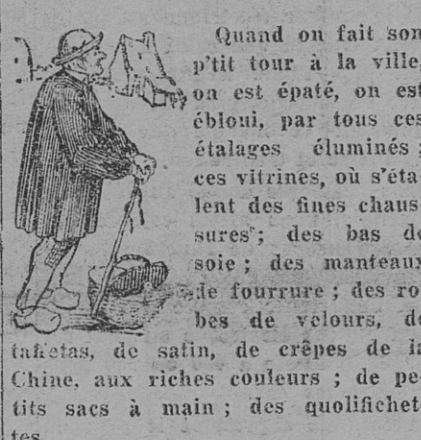 Quand on fait son
p'tit tour à la ville,
on est épaté, on est
ébloui, par tous ces
étalages éluminés ;
ces vitrines, où s'éta
lent des fines chaus
sures ; des bas de
soie ; des manteaux
de fourrure ; des ro
bes de velours, de
taffetas, de satin, de crêpes de la
Chine, aux riches couleurs ; de pe
tits sacs à main ; des quolifichet
tes